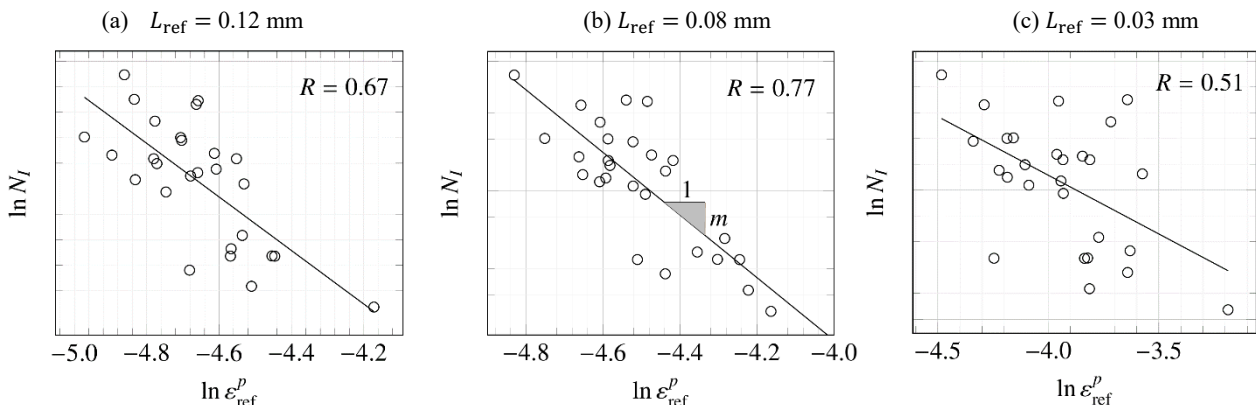 (a) L_ref = 0.12 mm
R = 0.67
ln N_I
−5.0 −4.8 −4.6 −4.4 −4.2
ln ε^p_ref
(b) L_ref = 0.08 mm
R = 0.77
1
m
ln N_I
−4.8 −4.6 −4.4 −4.2 −4.0
ln ε^p_ref
(c) L_ref = 0.03 mm
R = 0.51
ln N_I
−4.5 −4.0 −3.5
ln ε^p_ref